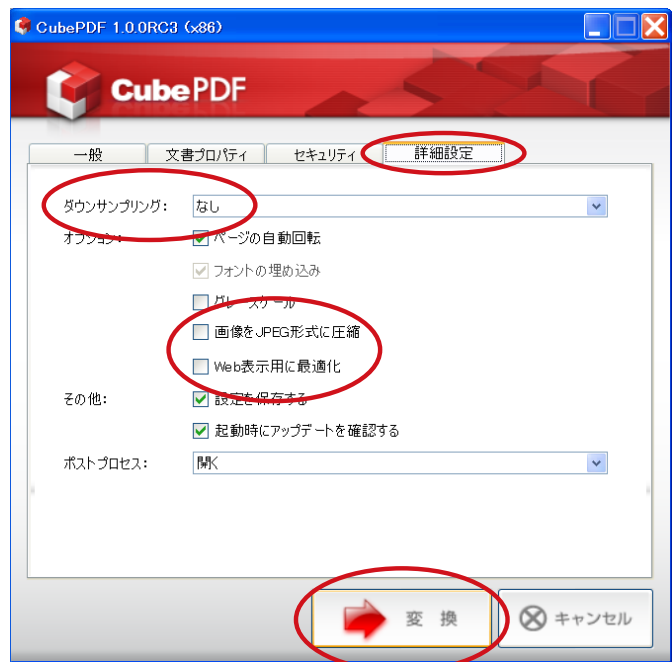 CubePDF 1.0.0RC3 (x86)
CubePDF
一般 文書プロパティ セキュリティ 詳細設定
ダウンサンプリング: なし
オプション: ページの自動回転
フォントの埋め込み
グレースケール
画像をJPEG形式に圧縮
Web表示用に最適化
その他: 設定を保存する
起動時にアップデートを確認する
ポストプロセス: 開く
変換 キャンセル